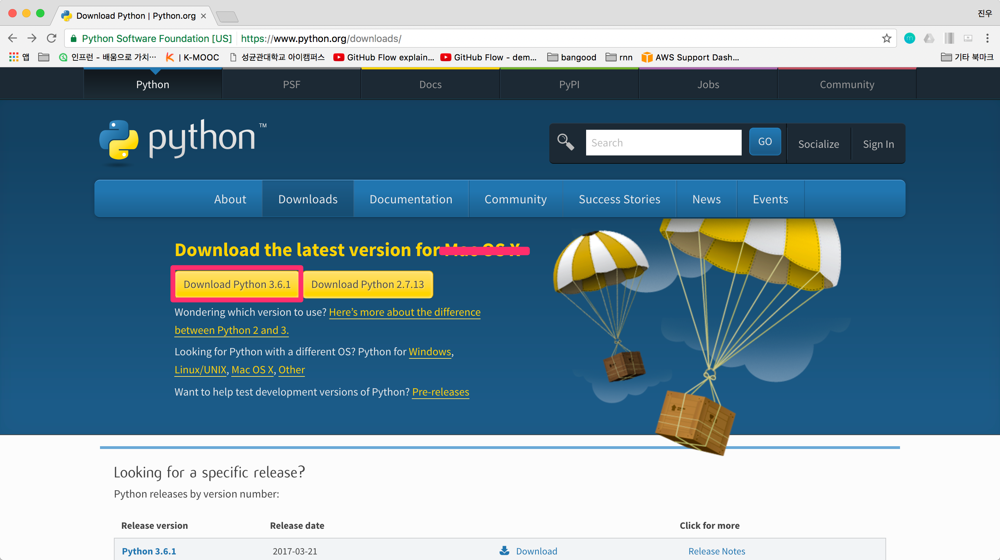 Download Python | Python.org
진우
Python Software Foundation [US] https://www.python.org/downloads/
앱 인프런 - 배움으로 가치… | K-MOOC 성균관대학교 아이캠퍼스 GitHub Flow explain... GitHub Flow - dem... bangood rnn AWS Support Dash... 기타 북마크
Python PSF Docs PyPI Jobs Community
python™
Search GO Socialize Sign In
About Downloads Documentation Community Success Stories News Events
Download the latest version for Mac OS X
Download Python 3.6.1 Download Python 2.7.13
Wondering which version to use? Here’s more about the difference
between Python 2 and 3.
Looking for Python with a different OS? Python for Windows,
Linux/UNIX, Mac OS X, Other
Want to help test development versions of Python? Pre-releases
Looking for a specific release?
Python releases by version number:
Release version Release date Click for more
Python 3.6.1 2017-03-21 Download Release Notes